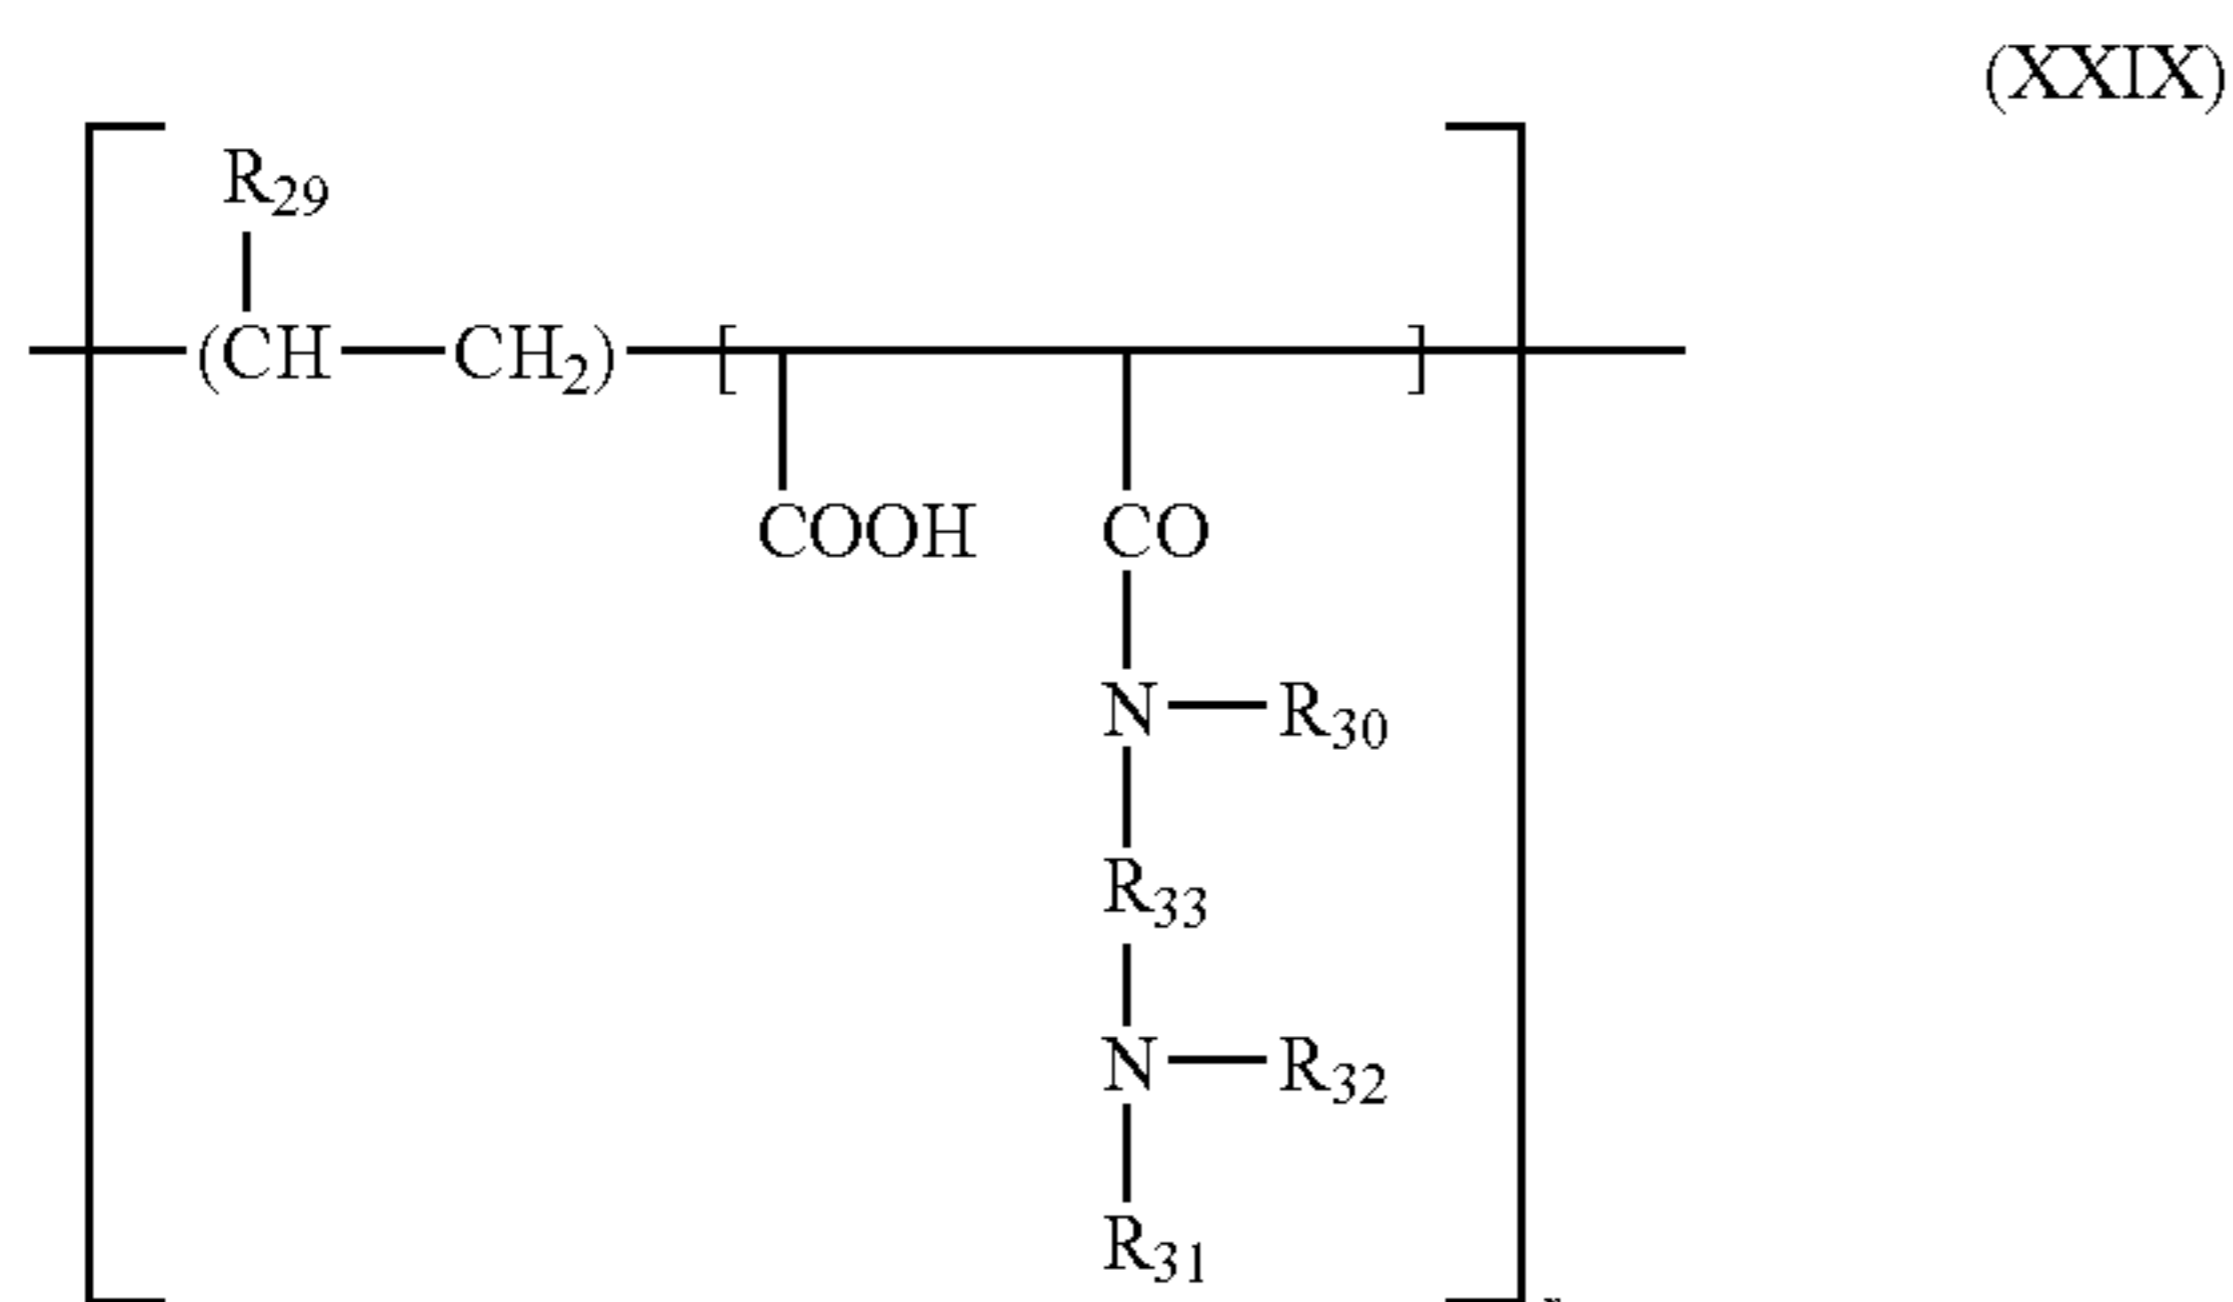 (XXIX)
R29
(CH—CH2) [ ]
COOH CO
N—R30
R33
N—R32
R31